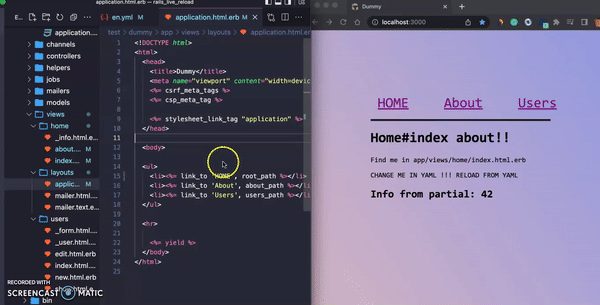 application.html.erb — rails_live_reload
application.
channels
controllers
helpers
jobs
mailers
models
views
home
_info.html.e...
about.... M
index.... M
layouts
applic... M
mailer.html....
mailer.text.e...
users
_form.html....
_user.html....
edit.html.erb
index.html....
new.html.erb
show.html.e...
bin
RECORDED WITH
SCREENCAST MATIC
en.yml M
application.html.erb M
test > dummy > app > views > layouts > application.html.erb
1 <!DOCTYPE html>
2 <html>
3 <head>
4 <title>Dummy</title>
5 <meta name="viewport" content="width=devic
6 <%= csrf_meta_tags %>
7 <%= csp_meta_tag %>
8
9 <%= stylesheet_link_tag "application" %>
10 </head>
11
12 <body>
13
14 <ul>
15 <li><%= link_to 'HOME', root_path %></li>
16 <li><%= link_to 'About', about_path %></li
17 <li><%= link_to 'Users', users_path %></li
18 </ul>
19
20 <hr>
21
22 <%= yield %>
23 </body>
24 </html>
25
Dummy
localhost:3000
HOME About Users
Home#index about!!
Find me in app/views/home/index.html.erb
CHANGE ME IN YAML !!! RELOAD FROM YAML
Info from partial: 42